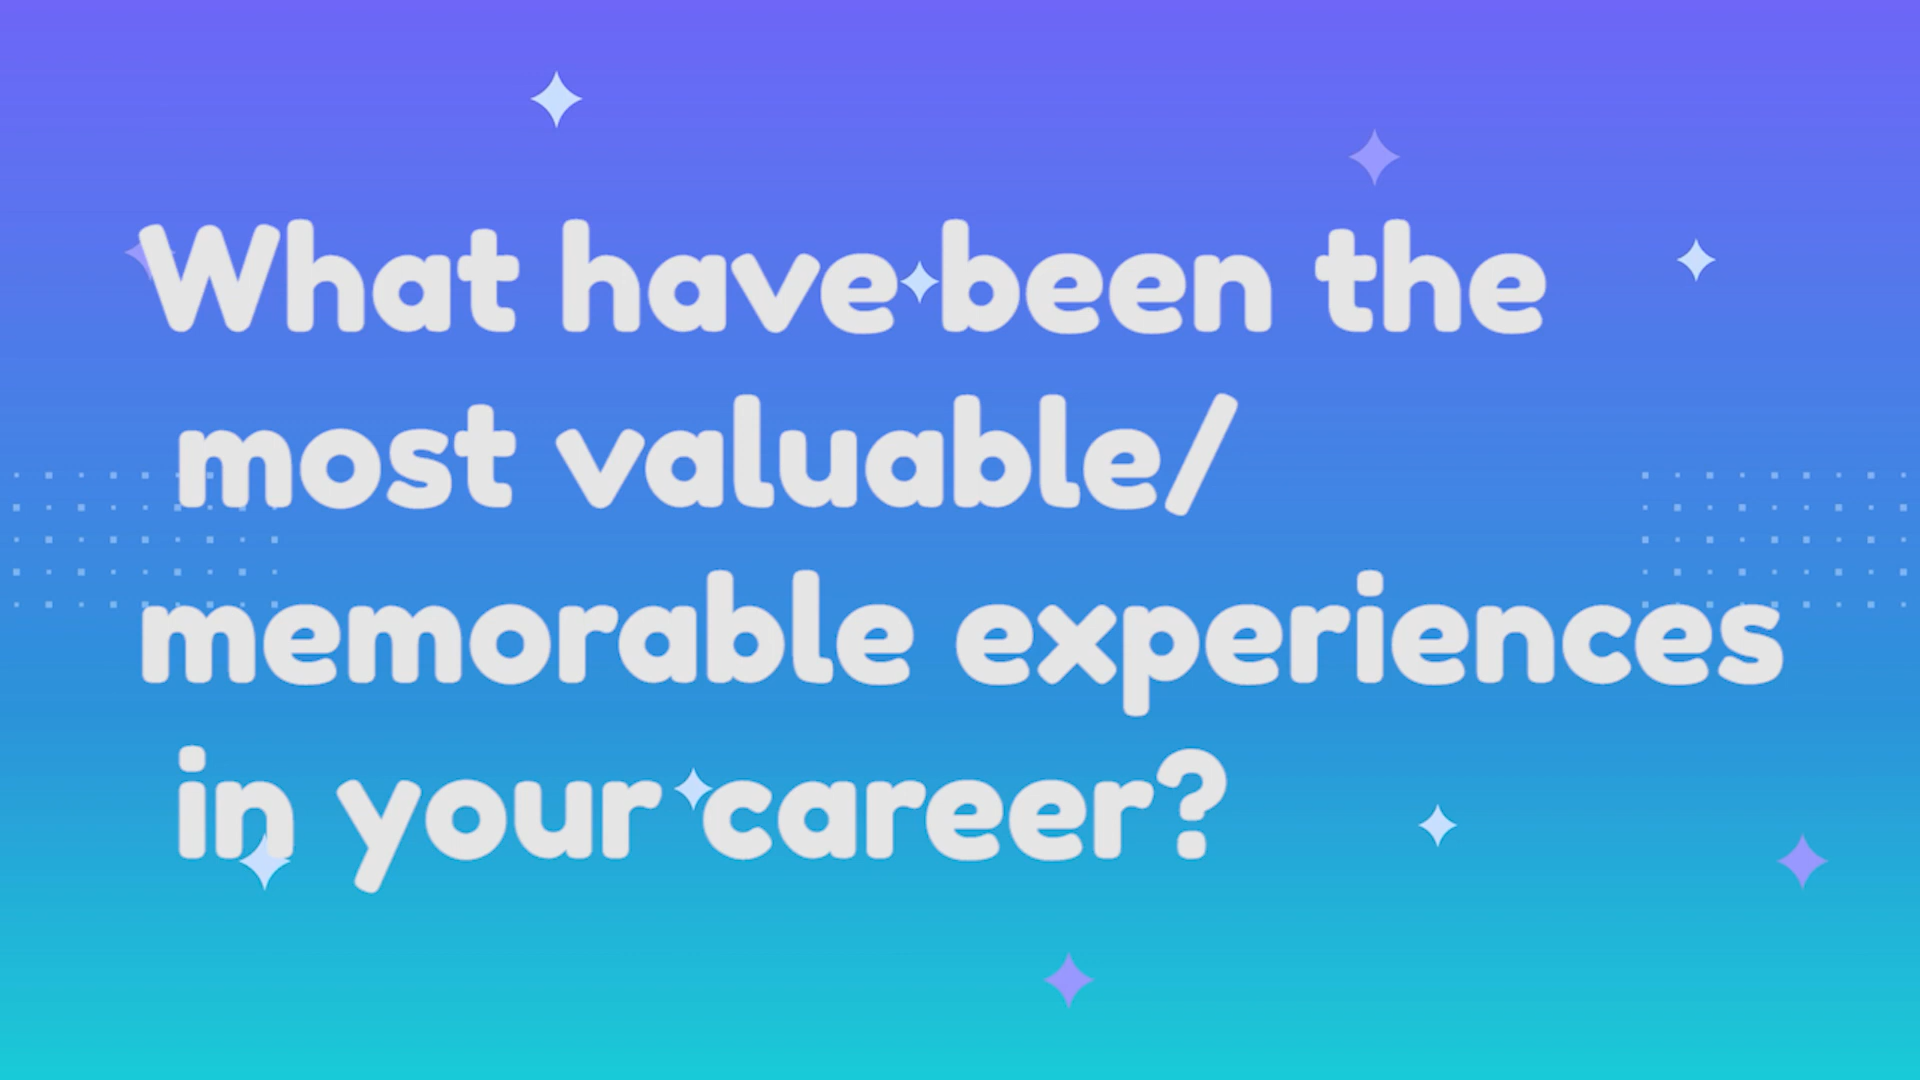 What have been the
most valuable/
memorable experiences
in your career?